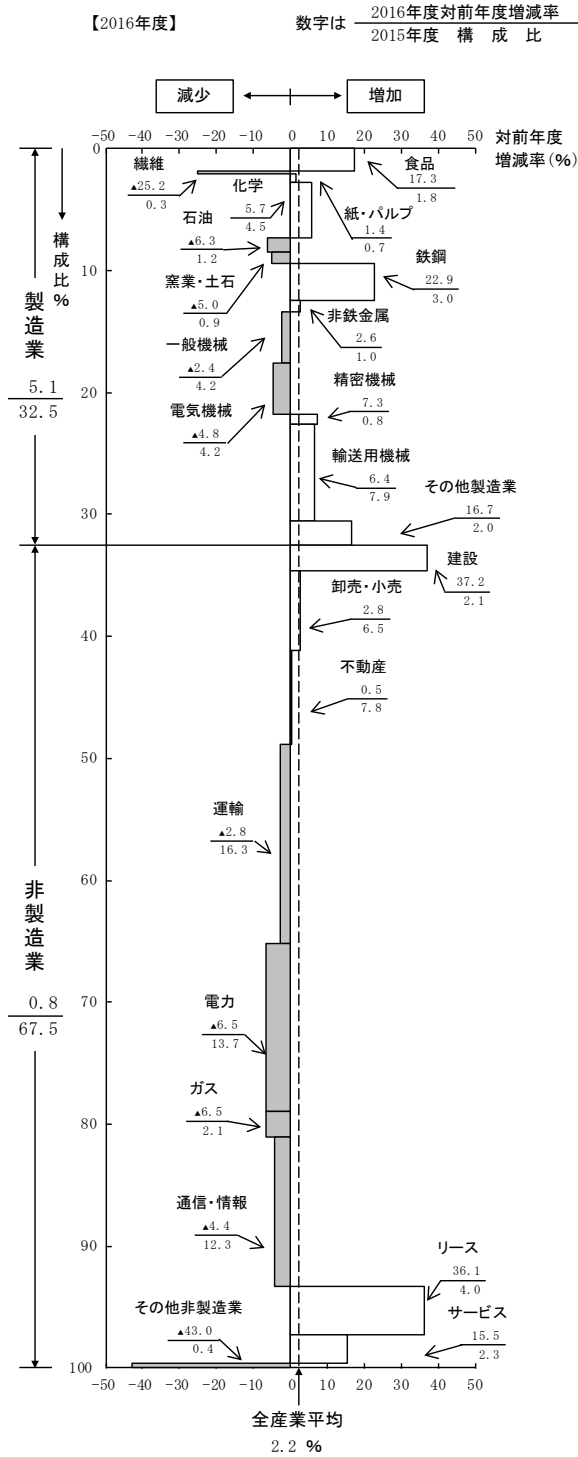 【2016年度】
数字は 2016年度対前年度増減率
2015年度 構 成 比
減少
増加
-50 -40 -30 -20 -10 0 10 20 30 40 50
対前年度
増減率(%)
0
10
20
30
40
50
60
70
80
90
100
構成比%
製造業
5.1
32.5
非製造業
0.8
67.5
繊維
▲25.2
0.3
食品
17.3
1.8
化学
5.7
4.5
紙・パルプ
1.4
0.7
石油
▲6.3
1.2
鉄鋼
22.9
3.0
窯業・土石
▲5.0
0.9
非鉄金属
2.6
1.0
一般機械
▲2.4
4.2
精密機械
7.3
0.8
電気機械
▲4.8
4.2
輸送用機械
6.4
7.9
その他製造業
16.7
2.0
建設
37.2
2.1
卸売・小売
2.8
6.5
不動産
0.5
7.8
運輸
▲2.8
16.3
電力
▲6.5
13.7
ガス
▲6.5
2.1
通信・情報
▲4.4
12.3
リース
36.1
4.0
その他非製造業
▲43.0
0.4
サービス
15.5
2.3
-50 -40 -30 -20 -10 0 10 20 30 40 50
全産業平均
2.2 %